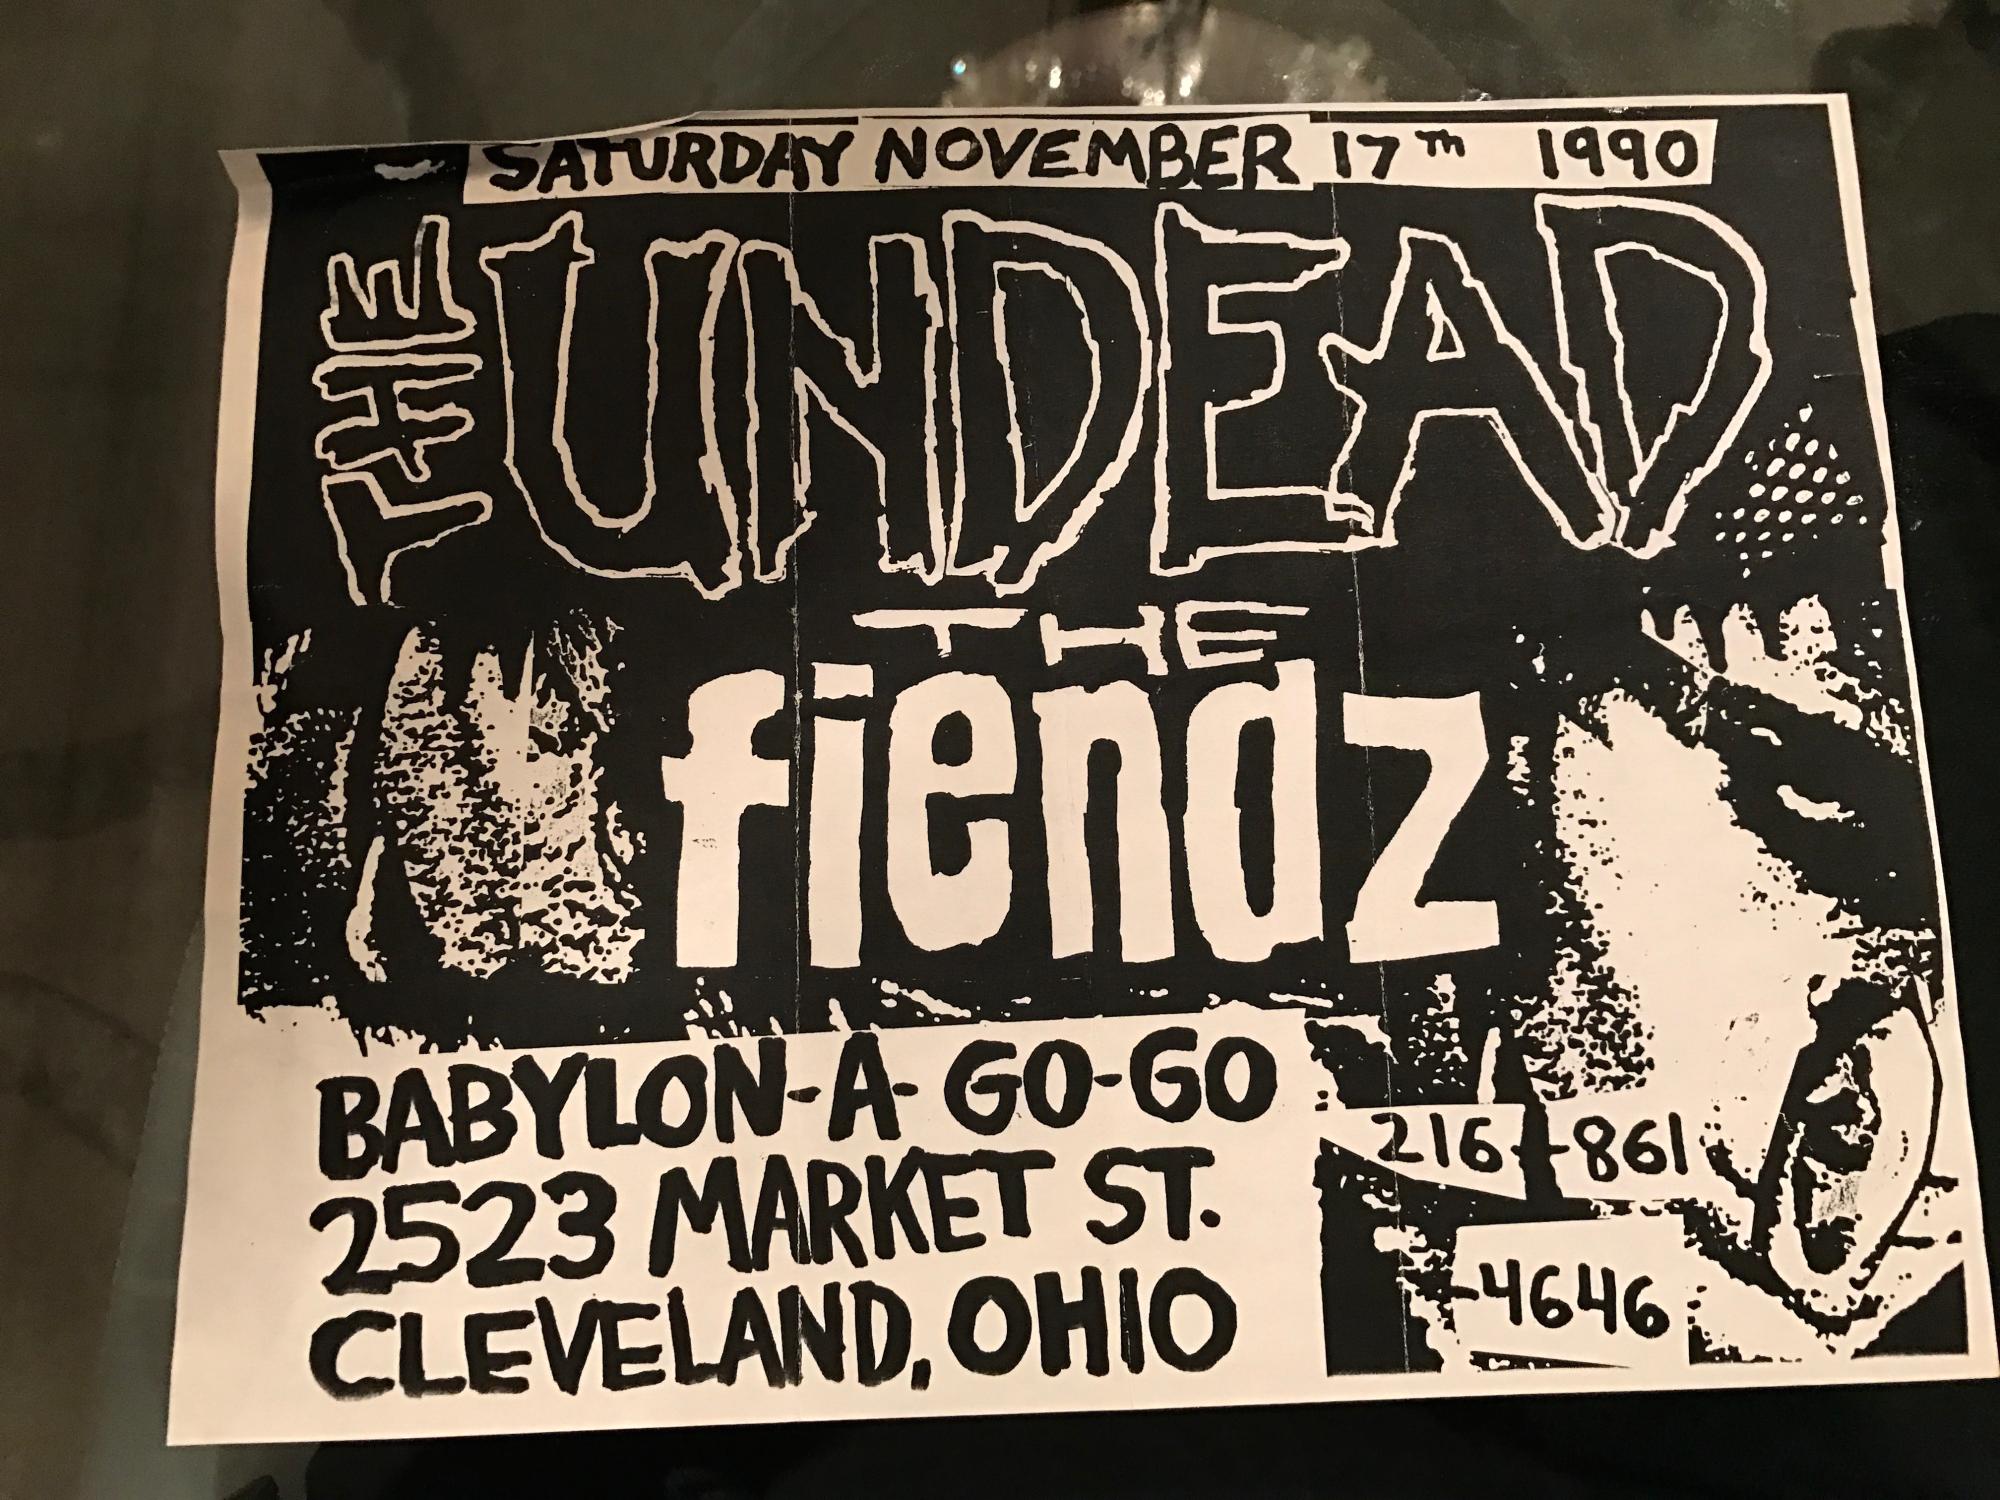 SATURDAY NOVEMBER 17TH 1990
THE UNDEAD
THE
fiendz
BABYLON-A-GO-GO
2523 MARKET ST.
CLEVELAND, OHIO
216-861
-4646